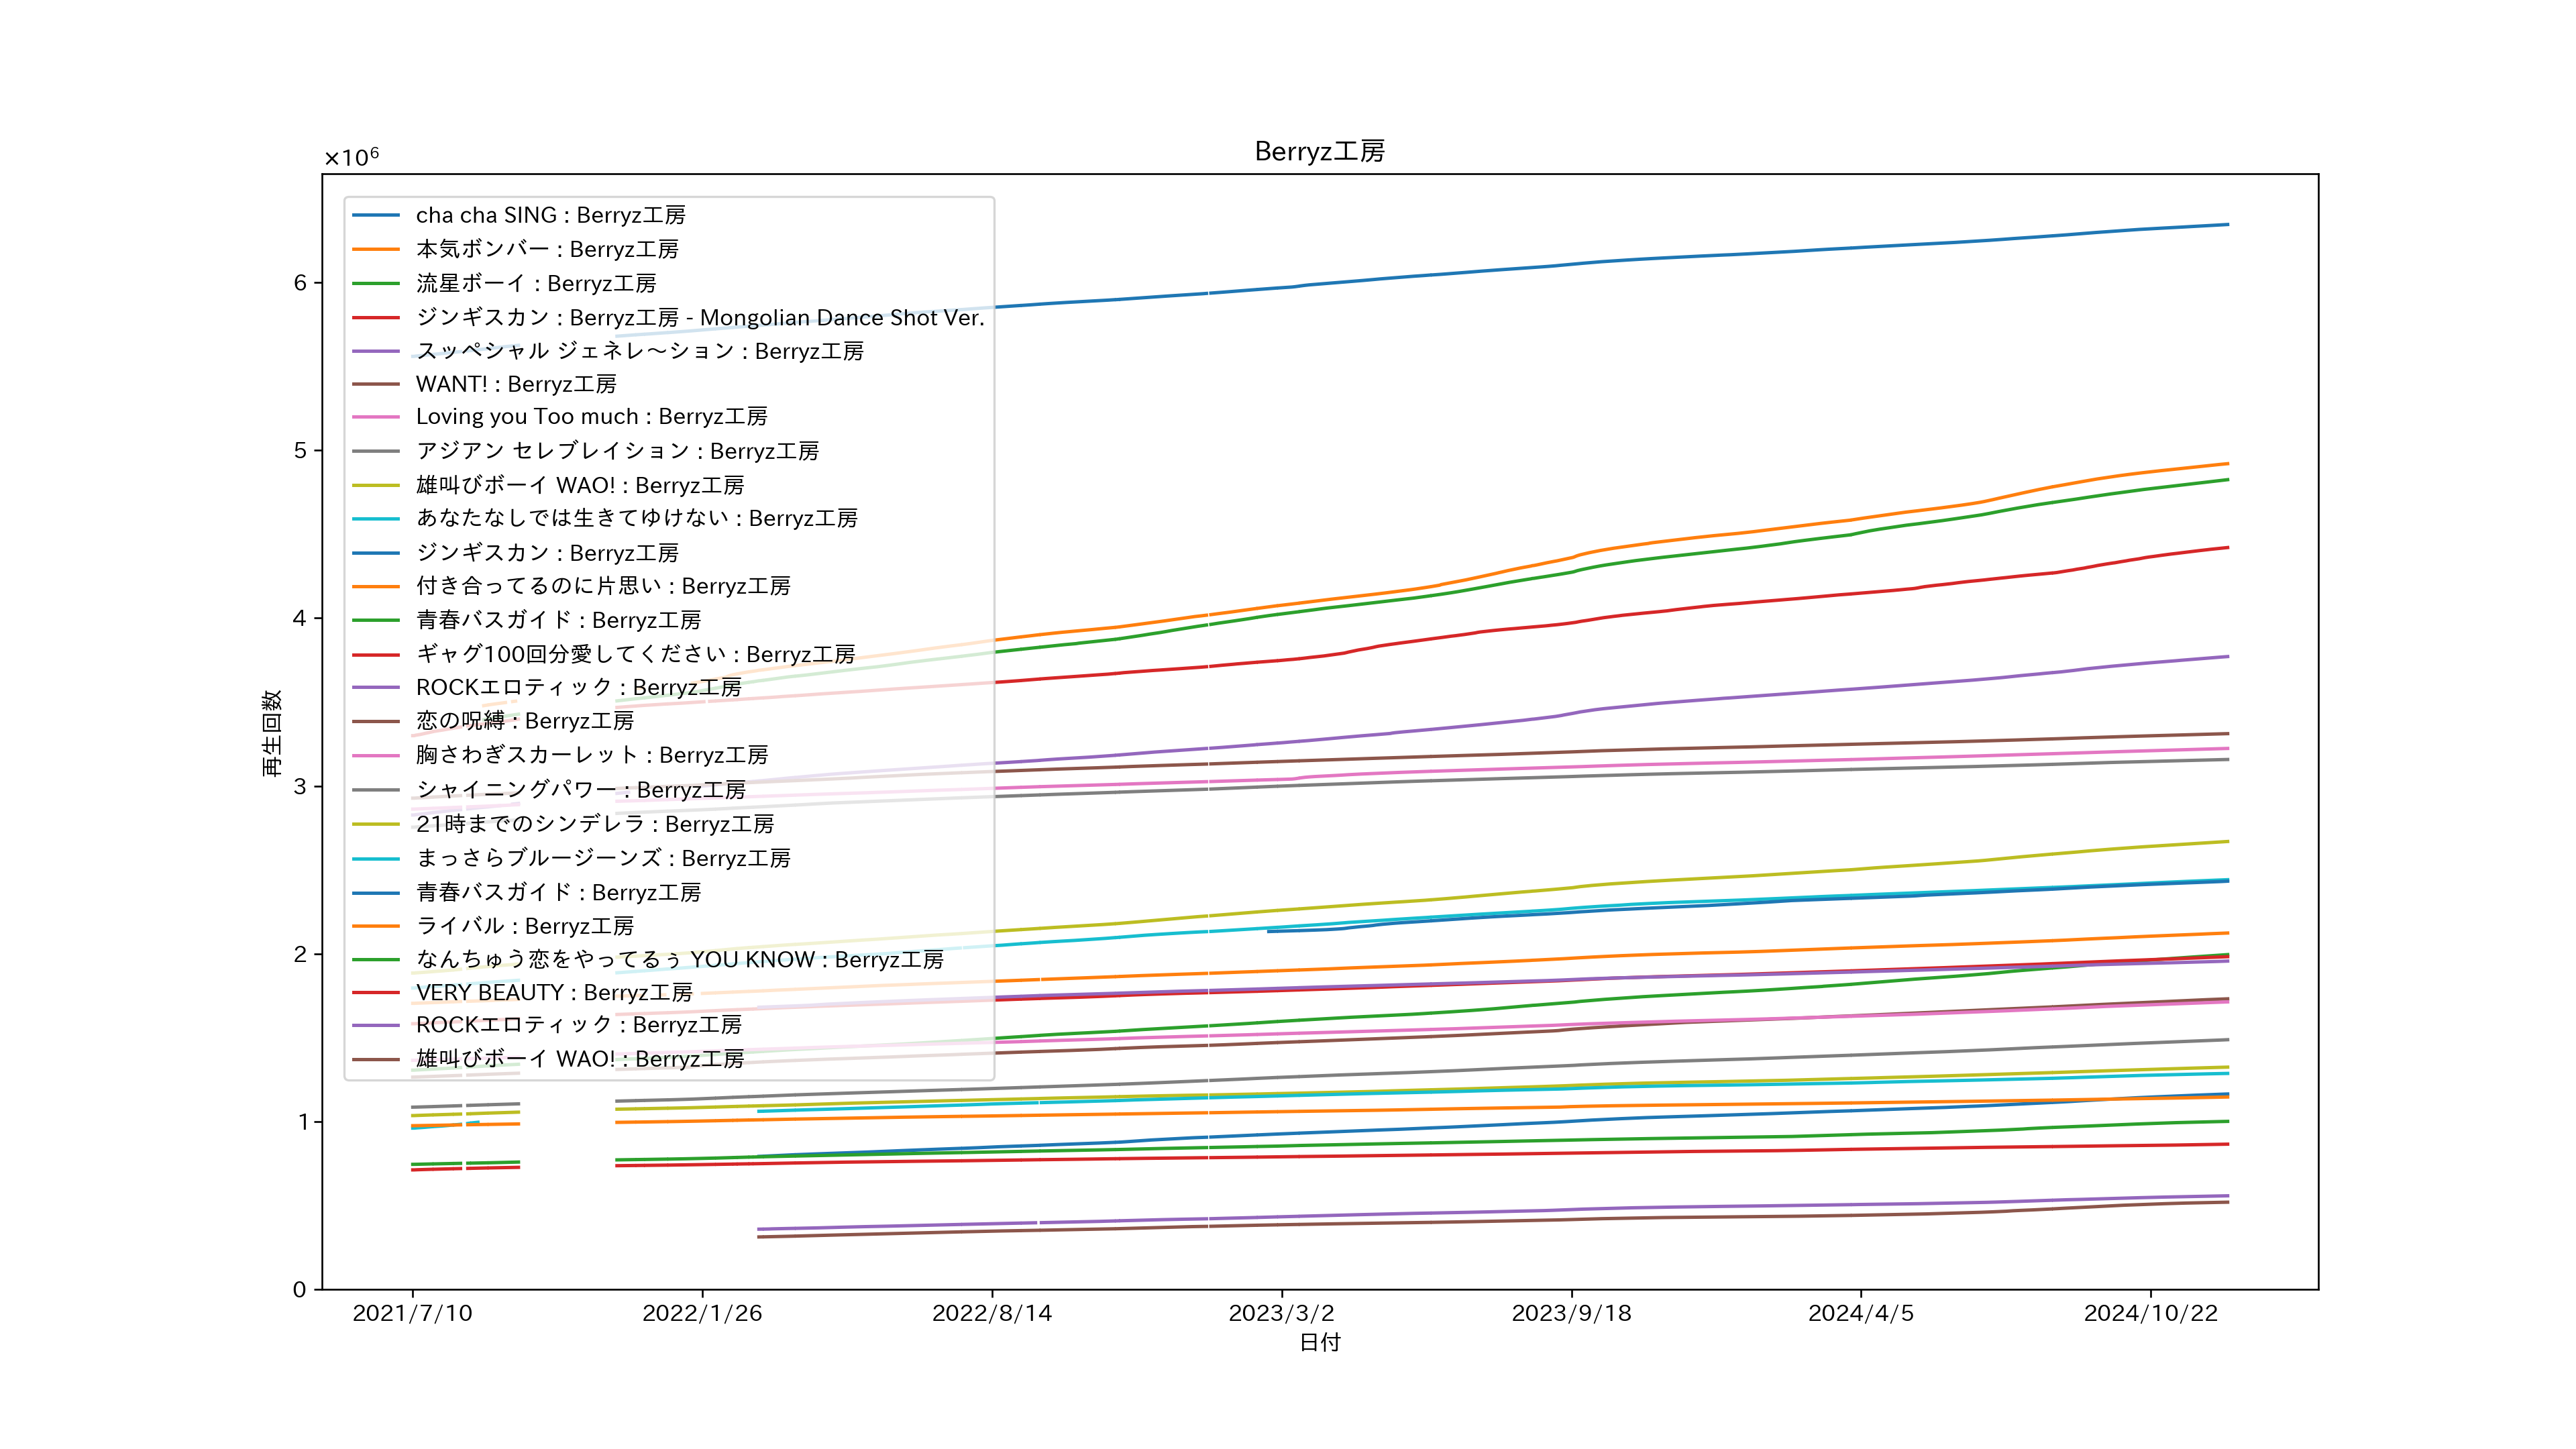 Berryz工房
×10⁶
cha cha SING : Berryz工房
本気ボンバー : Berryz工房
流星ボーイ : Berryz工房
ジンギスカン : Berryz工房 - Mongolian Dance Shot Ver.
スッペシャル ジェネレ～ション : Berryz工房
WANT! : Berryz工房
Loving you Too much : Berryz工房
アジアン セレブレイション : Berryz工房
雄叫びボーイ WAO! : Berryz工房
あなたなしでは生きてゆけない : Berryz工房
ジンギスカン : Berryz工房
付き合ってるのに片思い : Berryz工房
青春バスガイド : Berryz工房
ギャグ100回分愛してください : Berryz工房
ROCKエロティック : Berryz工房
恋の呪縛 : Berryz工房
胸さわぎスカーレット : Berryz工房
シャイニングパワー : Berryz工房
21時までのシンデレラ : Berryz工房
まっさらブルージーンズ : Berryz工房
青春バスガイド : Berryz工房
ライバル : Berryz工房
なんちゅう恋をやってるぅ YOU KNOW : Berryz工房
VERY BEAUTY : Berryz工房
ROCKエロティック : Berryz工房
雄叫びボーイ WAO! : Berryz工房
6
5
4
3
2
1
0
再生回数
2021/7/10
2022/1/26
2022/8/14
2023/3/2
2023/9/18
2024/4/5
2024/10/22
日付